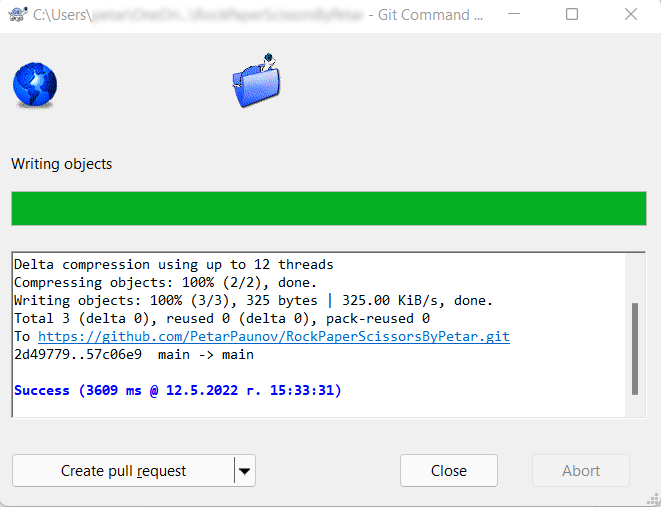 C:\Users\ - Git Command ...
Writing objects
Delta compression using up to 12 threads
Compressing objects: 100% (2/2), done.
Writing objects: 100% (3/3), 325 bytes | 325.00 KiB/s, done.
Total 3 (delta 0), reused 0 (delta 0), pack-reused 0
To https://github.com/PetarPaunov/RockPaperScissorsByPetar.git
2d49779..57c06e9  main -> main
Success (3609 ms @ 12.5.2022 г. 15:33:31)
Create pull request
Close
Abort